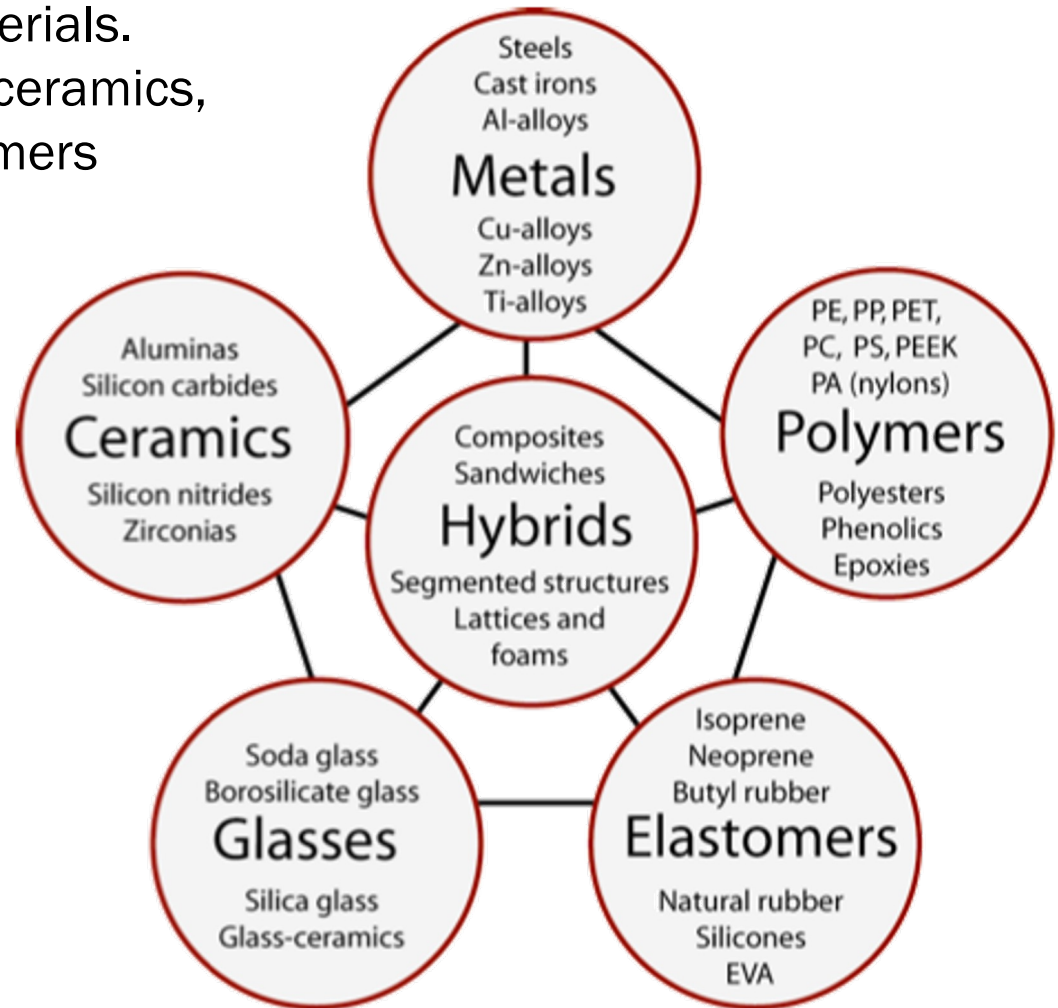 erials.
ceramics,
mers
Steels
Cast irons
Al-alloys
Metals
Cu-alloys
Zn-alloys
Ti-alloys
Aluminas
Silicon carbides
Ceramics
Silicon nitrides
Zirconias
Composites
Sandwiches
Hybrids
Segmented structures
Lattices and
foams
PE, PP, PET,
PC, PS, PEEK
PA (nylons)
Polymers
Polyesters
Phenolics
Epoxies
Soda glass
Borosilicate glass
Glasses
Silica glass
Glass-ceramics
Isoprene
Neoprene
Butyl rubber
Elastomers
Natural rubber
Silicones
EVA